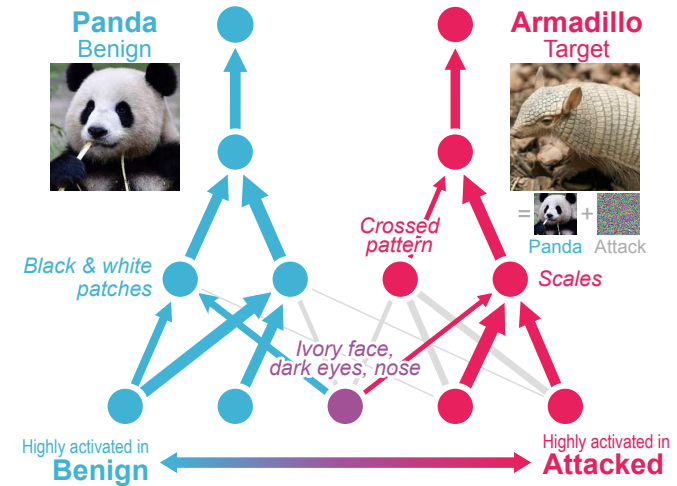 Panda
Benign
Armadillo
Target
= +
Panda Attack
Crossed
pattern
Black & white
patches
Scales
Ivory face,
dark eyes, nose
Highly activated in
Benign
Highly activated in
Attacked